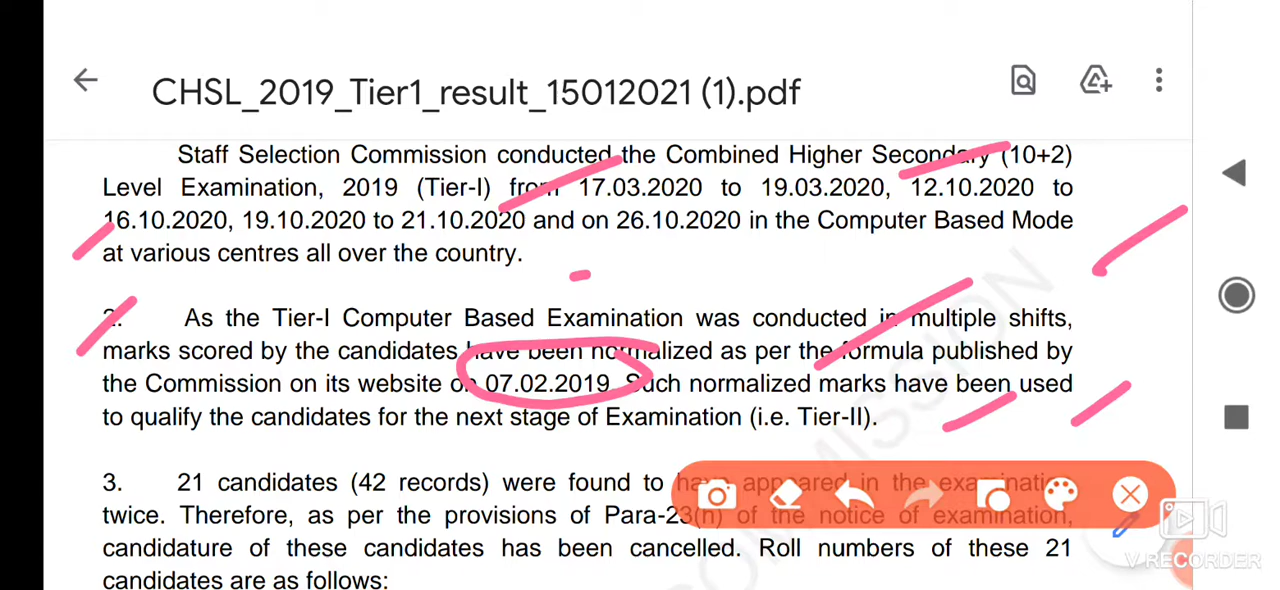 CHSL_2019_Tier1_result_15012021 (1).pdf
Staff Selection Commission conducted the Combined Higher Secondary (10+2)
Level Examination, 2019 (Tier-I) from 17.03.2020 to 19.03.2020, 12.10.2020 to
16.10.2020, 19.10.2020 to 21.10.2020 and on 26.10.2020 in the Computer Based Mode
at various centres all over the country.
2. As the Tier-I Computer Based Examination was conducted in multiple shifts,
marks scored by the candidates have been normalized as per the formula published by
the Commission on its website on 07.02.2019. Such normalized marks have been used
to qualify the candidates for the next stage of Examination (i.e. Tier-II).
3. 21 candidates (42 records) were found to have appeared in the examination
twice. Therefore, as per the provisions of Para-23(n) of the notice of examination,
candidature of these candidates has been cancelled. Roll numbers of these 21
candidates are as follows:
V RECORDER